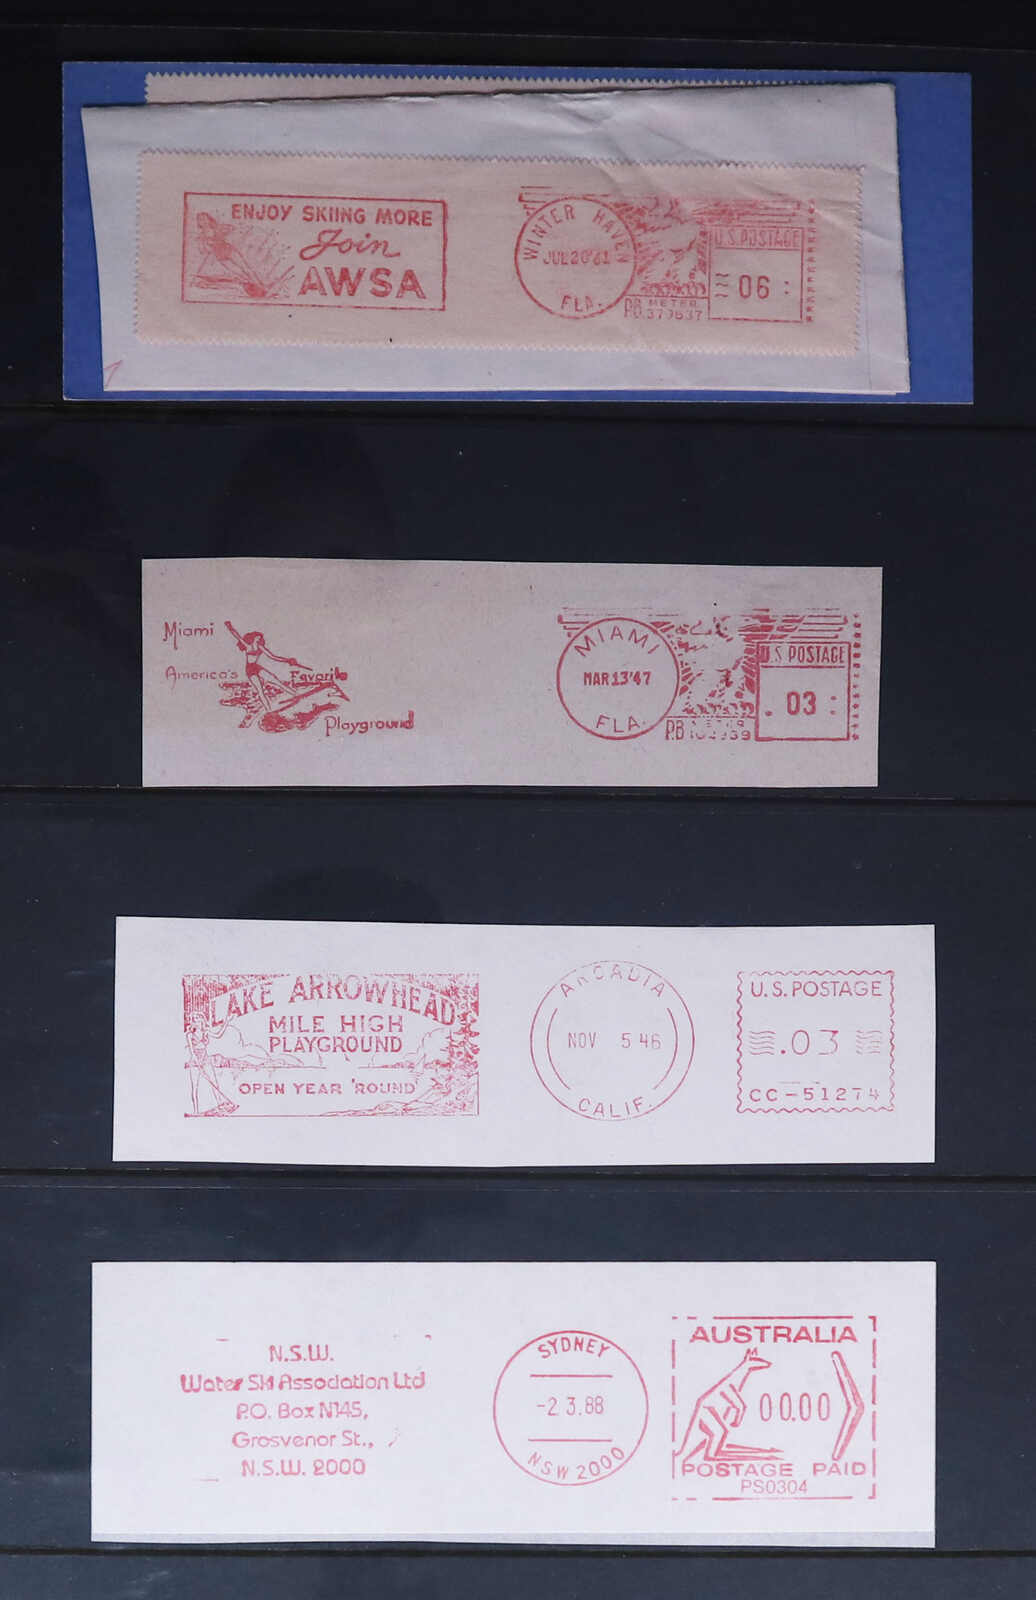 ENJOY SKIING MORE
Join
AWSA
WINTER HAVEN
JUL 20 '61
FLA.
P.B. METER
377637
U.S. POSTAGE
06
Miami
America's Favorite
Playground
MIAMI
MAR 13 '47
FLA.
P.B. METER
U.S. POSTAGE
03
LAKE ARROWHEAD
MILE HIGH
PLAYGROUND
OPEN YEAR 'ROUND
ARCADIA
NOV 5 46
CALIF.
U.S. POSTAGE
.03
CC-51274
N.S.W.
Water Ski Association Ltd
P.O. Box N145,
Grosvenor St.,
N.S.W. 2000
SYDNEY
-2 3.88
NSW 2000
AUSTRALIA
00.00
POSTAGE PAID
PS0304